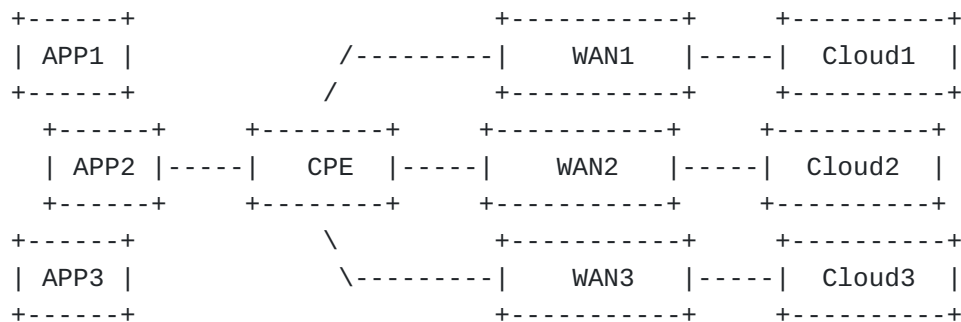 +------+                        +-----------+     +----------+
| APP1 |             /---------|    WAN1   |-----|  Cloud1  |
+------+            /          +-----------+     +----------+
  +------+     +--------+     +-----------+     +----------+
  | APP2 |-----|   CPE  |-----|    WAN2   |-----|  Cloud2  |
  +------+     +--------+     +-----------+     +----------+
+------+            \          +-----------+     +----------+
| APP3 |             \---------|    WAN3   |-----|  Cloud3  |
+------+                        +-----------+     +----------+